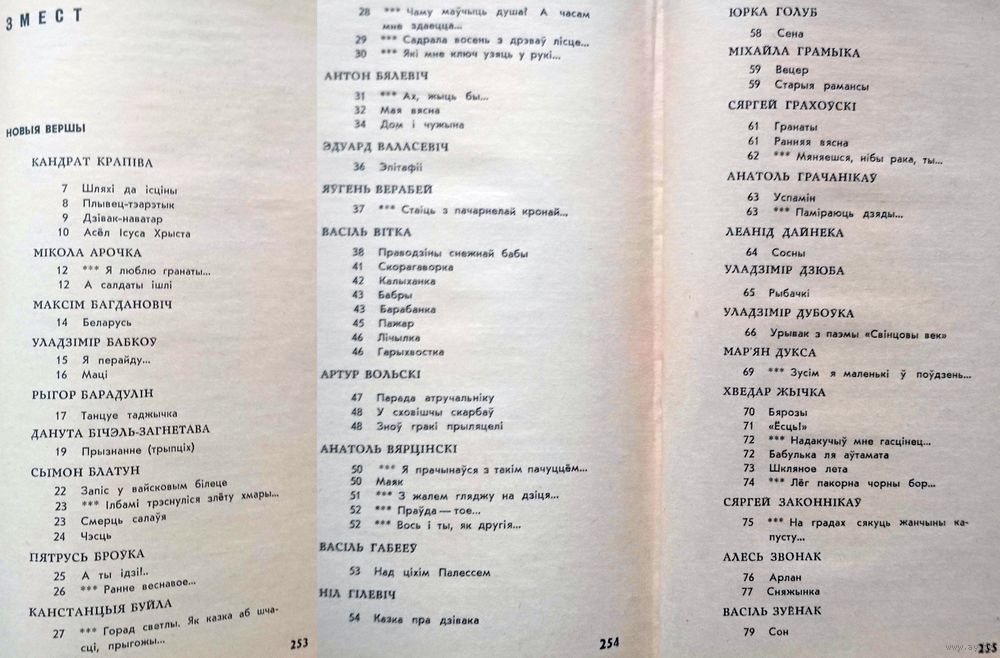 ЗМЕСТ
НОВЫЯ ВЕРШЫ
КАНДРАТ КРАПІВА
7 Шляхі да ісціны
8 Плывец-тэарэтык
9 Дзівак-наватар
10 Асёл Ісуса Хрыста
МІКОЛА АРОЧКА
12 *** Я люблю гранаты...
12 А салдаты ішлі
МАКСІМ БАГДАНОВІЧ
14 Беларусь
УЛАДЗІМІР БАБКОУ
15 Я перайду...
16 Маці
РЫГОР БАРАДУЛІН
17 Танцуе таджычка
ДАНУТА БІЧЭЛЬ-ЗАГНЕТАВА
19 Прызнанне (трыпціх)
СЫМОН БЛАТУН
22 Запіс у вайсковым білеце
23 *** Ілбамі трэснуліся злёту хмары...
23 Смерць салаўя
24 Чэсць
ПЯТРУСЬ БРОЎКА
25 А ты ідзі!..
26 *** Ранне веснавое...
КАНСТАНЦЫЯ БУЙЛА
27 *** Горад светлы. Як казка аб шча-
сці, прыгожы...
253
28 *** Чаму маўчыць душа? А часам
мне здаецца...
29 *** Садрала восень з дрэваў лісце...
30 *** Які мне ключ узяць у рукі...
АНТОН БЯЛЕВІЧ
31 *** Ах, жыць бы...
32 Мая вясна
34 Дом і чужына
ЭДУАРД ВАЛАСЕВІЧ
36 Эпітафіі
ЯЎГЕНЬ ВЕРАБЕЙ
37 *** Стаіць з пачарнелай кронай...
ВАСІЛЬ ВІТКА
38 Праводзіны снежнай бабы
41 Скорагаворка
42 Калыханка
43 Бабры
43 Барабанка
45 Пажар
46 Лічылка
46 Гарыхвостка
АРТУР ВОЛЬСКІ
47 Парада атручальніку
48 У сховішчы скарбаў
48 Зноў гракі прыляцелі
АНАТОЛЬ ВЯРЦІНСКІ
50 *** Я прачынаўся з такім пачуццём...
50 Маяк
51 *** З жалем гляджу на дзіця...
52 *** Праўда — тое...
52 *** Вось і ты, як другія...
ВАСІЛЬ ГАБЕЕЎ
53 Над ціхім Палессем
НІЛ ГІЛЕВІЧ
54 Казка пра дзівака
254
ЮРКА ГОЛУБ
58 Сена
МІХАЙЛА ГРАМЫКА
59 Вецер
59 Старыя рамансы
СЯРГЕЙ ГРАХОЎСКІ
61 Гранаты
61 Ранняя вясна
62 *** Мяняешся, нібы рака, ты...
АНАТОЛЬ ГРАЧАНІКАЎ
63 Успамін
63 *** Паміраюць дзяды...
ЛЕАНІД ДАЙНЕКА
64 Сосны
УЛАДЗІМІР ДЗЮБА
65 Рыбачкі
УЛАДЗІМІР ДУБОЎКА
66 Урывак з паэмы «Свінцовы век»
МАР'ЯН ДУКСА
69 *** Зусім я маленькі ў поўдзень...
ХВЕДАР ЖЫЧКА
70 Бярозы
71 «Ёсць!»
72 *** Надакучыў мне гасцінец...
72 Бабулька ля аўтамата
73 Шкляное лета
74 *** Лёг пакорна чорны бор...
СЯРГЕЙ ЗАКОННІКАЎ
75 *** На градах сякуць жанчыны ка-
пусту...
АЛЕСЬ ЗВОНАК
76 Арлан
77 Сняжынка
ВАСІЛЬ ЗУЁНАК
79 Сон
255